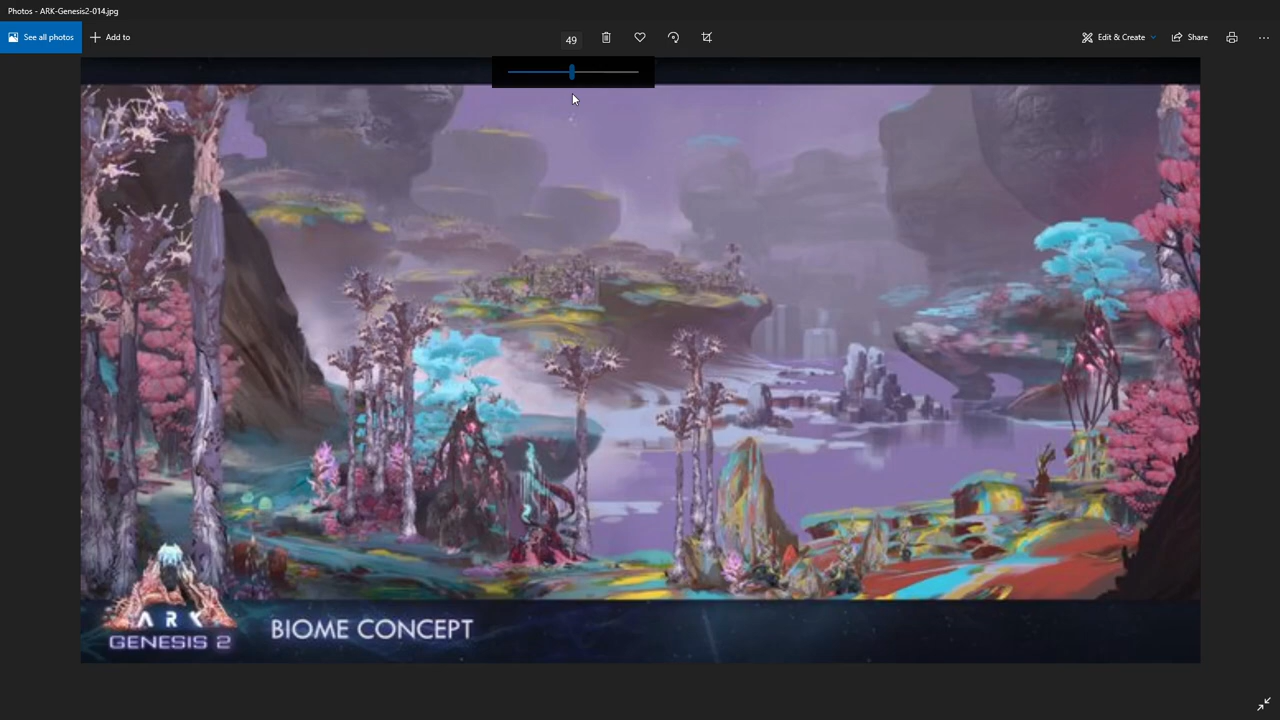 Photos - ARK-Genesis2-014.jpg
See all photos
Add to
49
Edit & Create
Share
ARK
GENESIS 2
BIOME CONCEPT